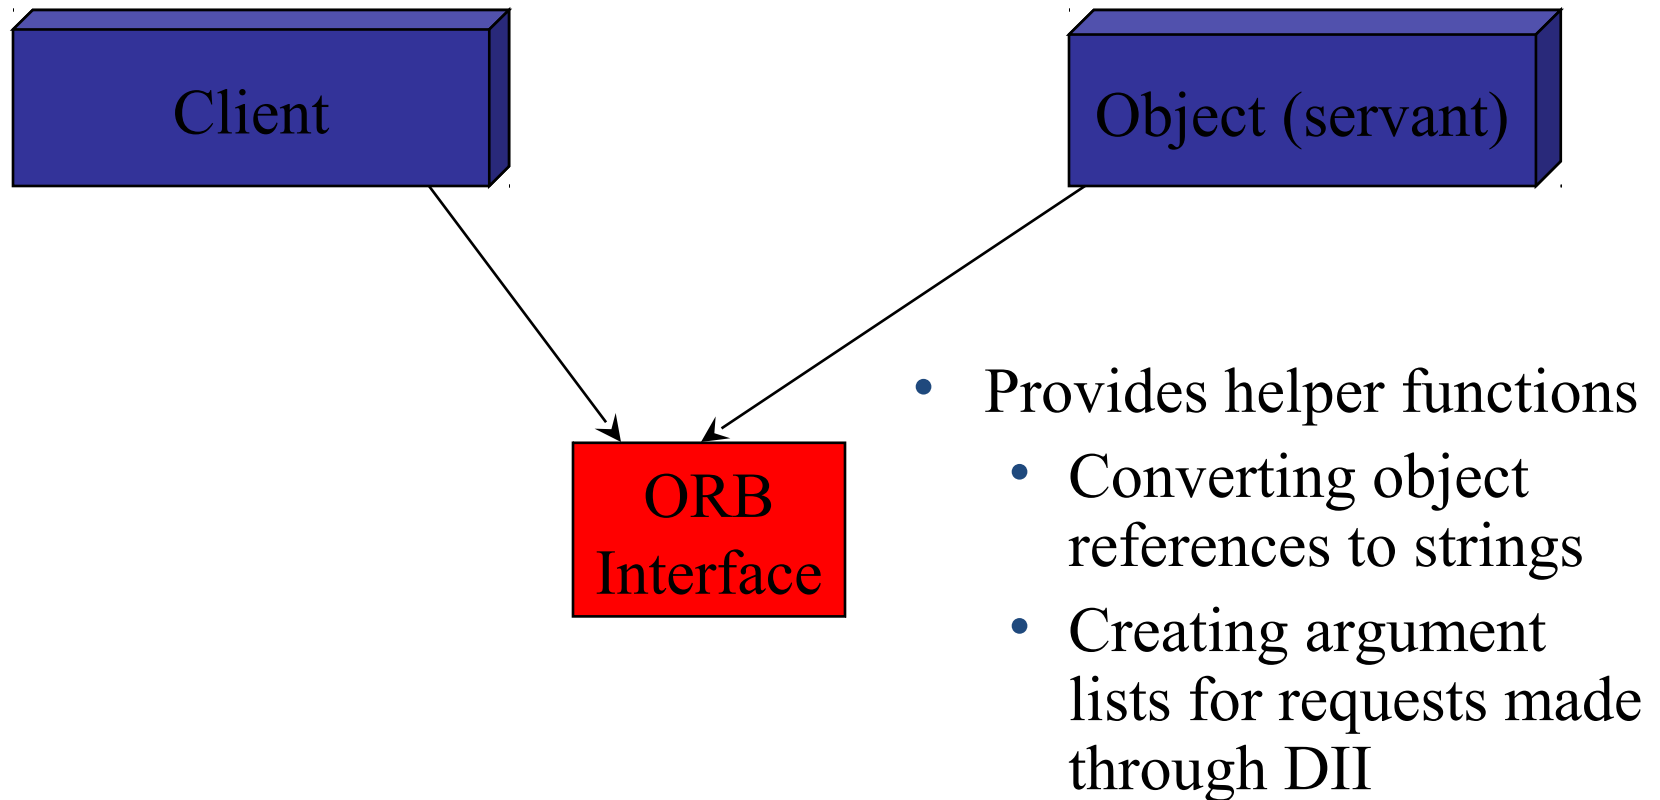 Client
Object (servant)
ORB
Interface
• Provides helper functions
• Converting object
references to strings
• Creating argument
lists for requests made
through DII